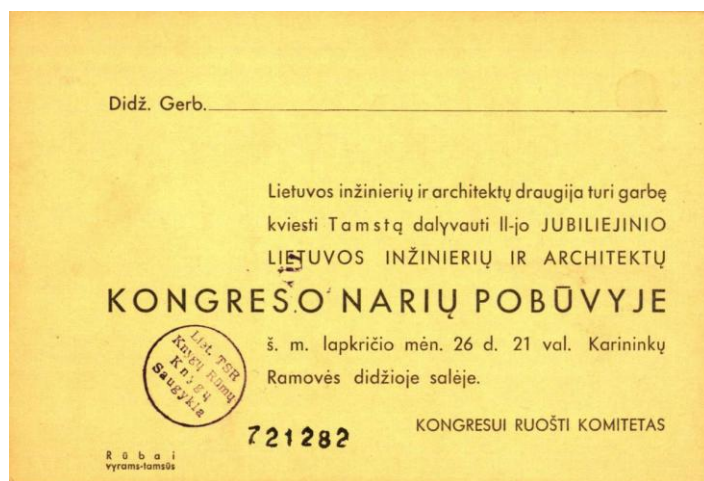 Didž. Gerb.
Lietuvos inžinierių ir architektų draugija turi garbę
kviesti Tamstą dalyvauti II-jo JUBILIEJINIO
LIETUVOS INŽINIERIŲ IR ARCHITEKTŲ
KONGRESO NARIŲ POBŪVYJE
š. m. lapkričio mėn. 26 d. 21 val. Karininkų
Ramovės didžioje salėje.
Liet. TSR
Knygų Rūmų
Knygų
Saugykla
721282
KONGRESUI RUOŠTI KOMITETAS
Rūbai
vyrams-tamsūs